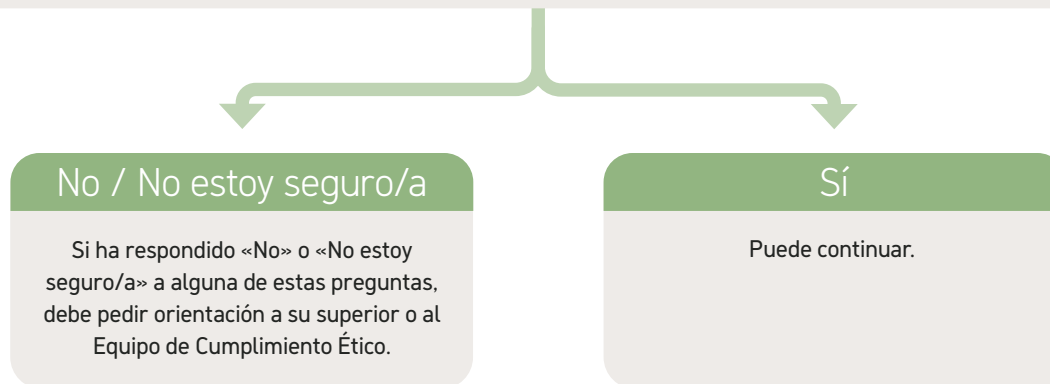 No / No estoy seguro/a
Si ha respondido «No» o «No estoy
seguro/a» a alguna de estas preguntas,
debe pedir orientación a su superior o al
Equipo de Cumplimiento Ético.
Sí
Puede continuar.